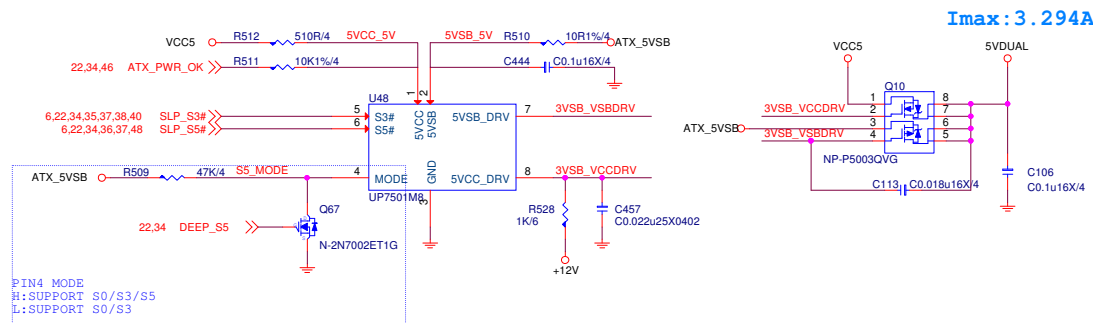 Imax:3.294A
VCC5
R512
510R/4
5VCC_5V
5VSB_5V
R510
10R1%/4
ATX_5VSB
VCC5
5VDUAL
22,34,46
ATX_PWR_OK
R511
10K1%/4
C444
C0.1u16X/4
Q10
U48
1
2
1
8
6,22,34,35,37,38,40
SLP_S3#
5
S3#
5VCC
5VSB
5VSB_DRV
7
3VSB_VSBDRV
3VSB_VCCDRV
2
7
6,22,34,36,37,48
SLP_S5#
6
S5#
ATX_5VSB
3
6
3VSB_VSBDRV
4
5
NP-P5003QVG
ATX_5VSB
R509
47K/4
S5_MODE
4
MODE
GND
5VCC_DRV
8
3VSB_VCCDRV
C106
C0.1u16X/4
C113
C0.018u16X/4
UP7501M8
3
Q67
R528
1K/6
C457
C0.022u25X0402
22,34
DEEP_S5
N-2N7002ET1G
+12V
PIN4 MODE
H:SUPPORT S0/S3/S5
L:SUPPORT S0/S3